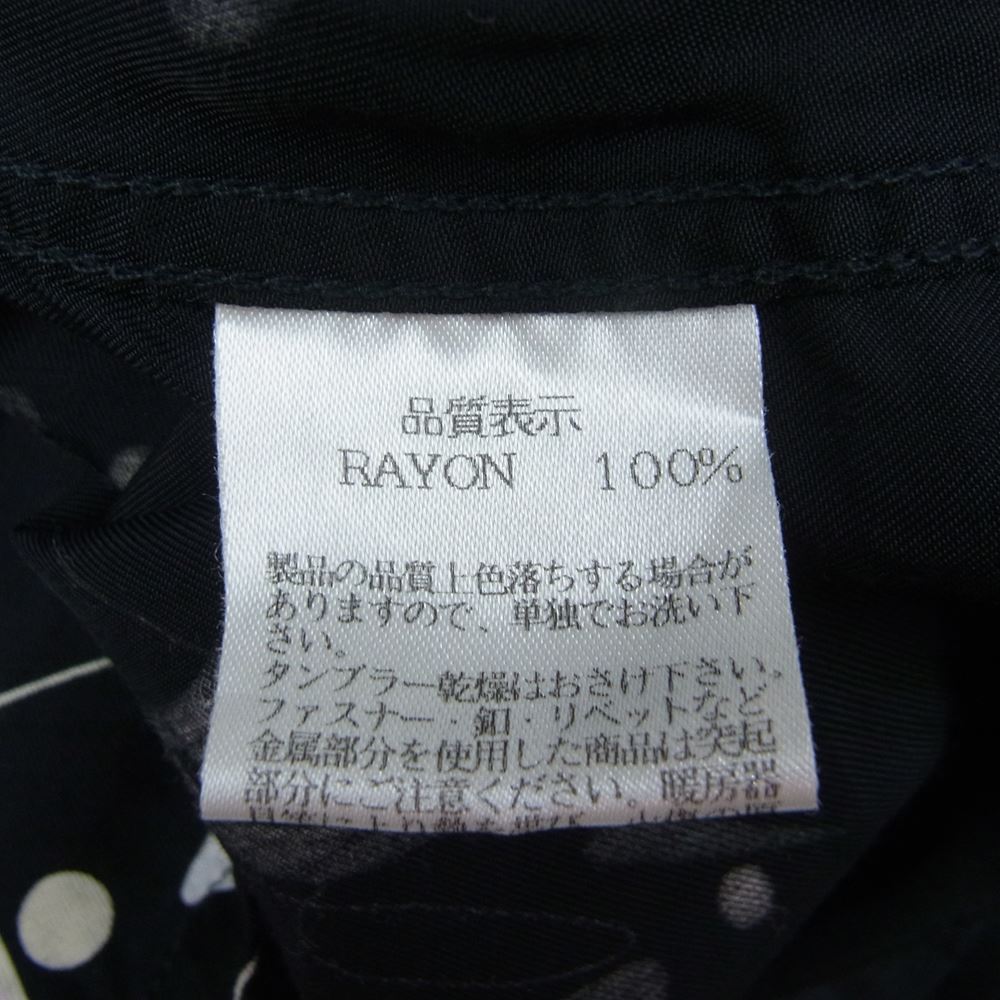 品質表示
RAYON 100%
製品の品質上色落ちする場合が
ありますので、単独でお洗い下
さい。
タンブラー乾燥はおさけ下さい。
ファスナー・釦・リベットなど
金属部分を使用した商品は突起
部分にご注意ください。暖房器